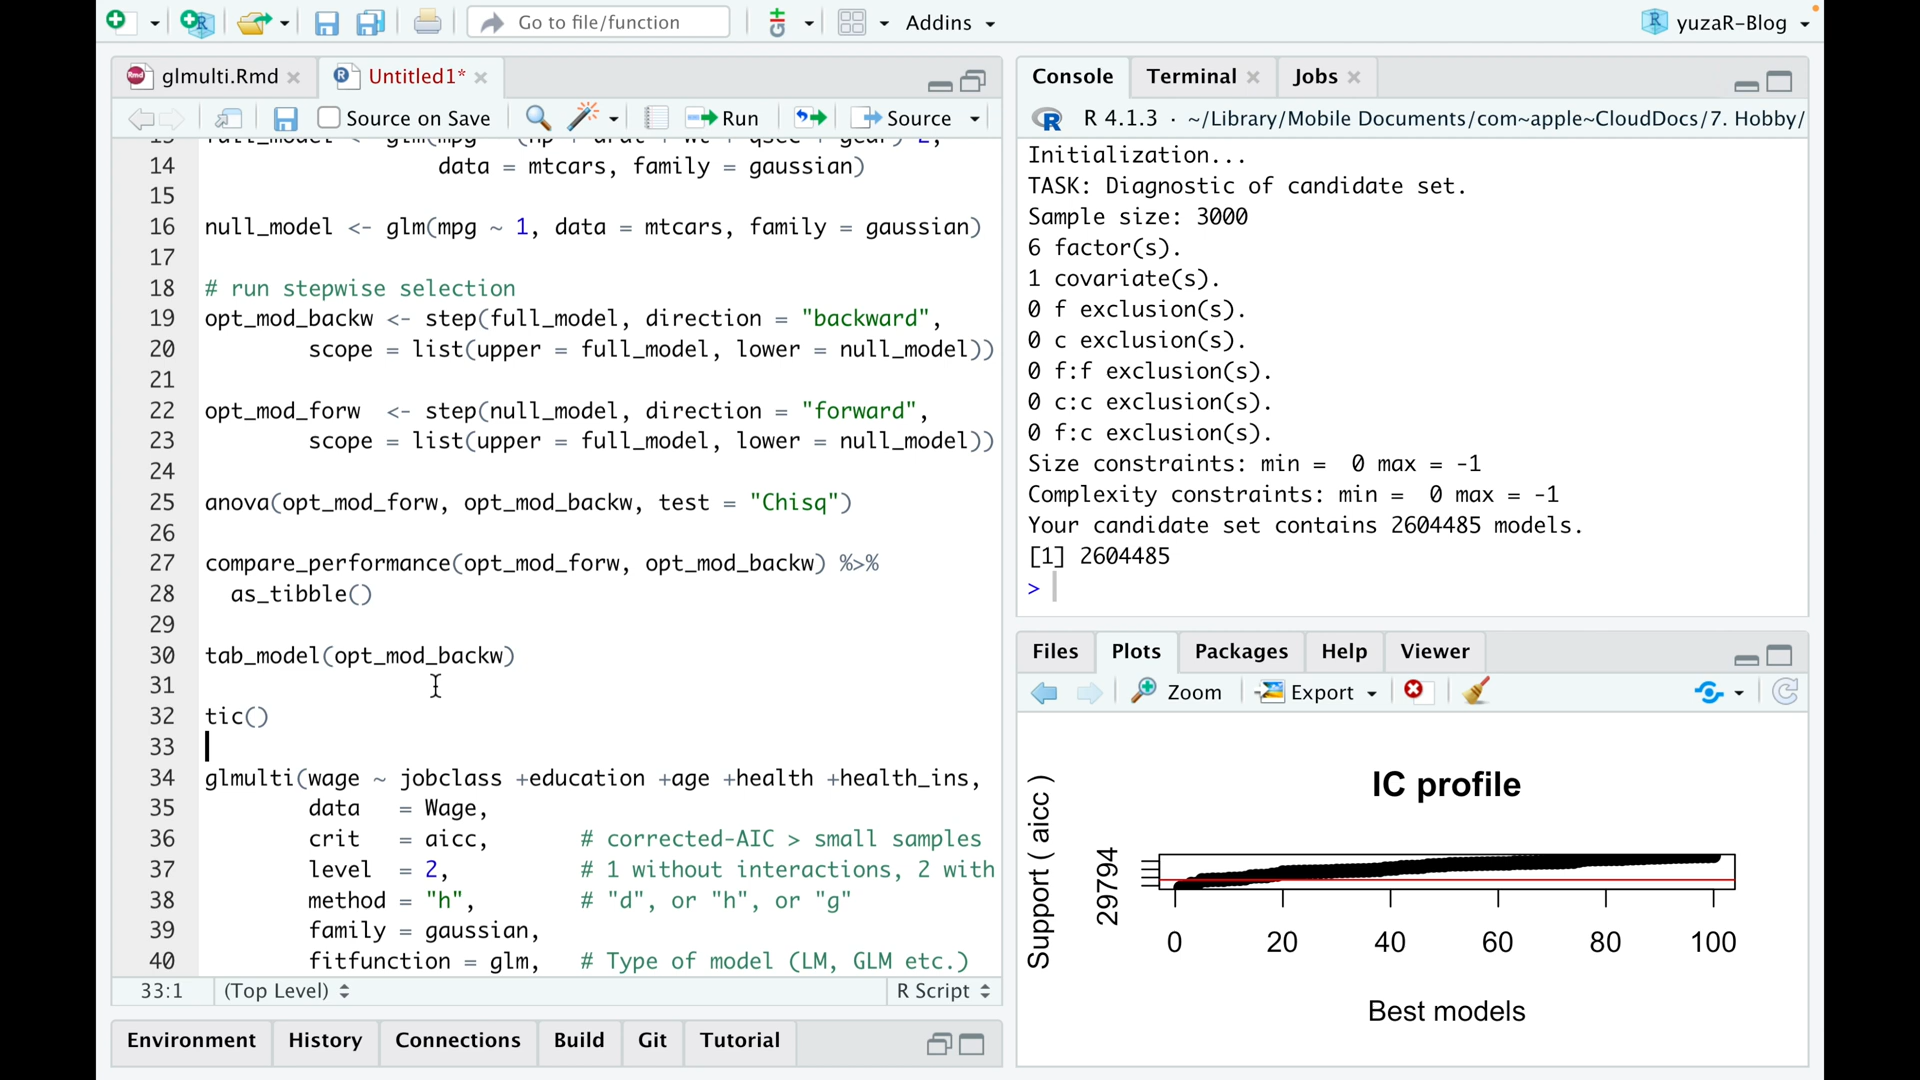 Go to file/function
Addins
yuzaR-Blog
glmulti.Rmd
Untitled1*
Source on Save
Run
Source
14 data = mtcars, family = gaussian)
15
16 null_model <- glm(mpg ~ 1, data = mtcars, family = gaussian)
17
18 # run stepwise selection
19 opt_mod_backw <- step(full_model, direction = "backward",
20 scope = list(upper = full_model, lower = null_model))
21
22 opt_mod_forw <- step(null_model, direction = "forward",
23 scope = list(upper = full_model, lower = null_model))
24
25 anova(opt_mod_forw, opt_mod_backw, test = "Chisq")
26
27 compare_performance(opt_mod_forw, opt_mod_backw) %>%
28 as_tibble()
29
30 tab_model(opt_mod_backw)
31
32 tic()
33
34 glmulti(wage ~ jobclass +education +age +health +health_ins,
35 data = Wage,
36 crit = aicc, # corrected-AIC > small samples
37 level = 2, # 1 without interactions, 2 with
38 method = "h", # "d", or "h", or "g"
39 family = gaussian,
40 fitfunction = glm, # Type of model (LM, GLM etc.)
33:1 (Top Level) R Script
Environment History Connections Build Git Tutorial
Console Terminal Jobs
R 4.1.3 · ~/Library/Mobile Documents/com~apple~CloudDocs/7. Hobby/
Initialization...
TASK: Diagnostic of candidate set.
Sample size: 3000
6 factor(s).
1 covariate(s).
0 f exclusion(s).
0 c exclusion(s).
0 f:f exclusion(s).
0 c:c exclusion(s).
0 f:c exclusion(s).
Size constraints: min = 0 max = -1
Complexity constraints: min = 0 max = -1
Your candidate set contains 2604485 models.
[1] 2604485
>
Files Plots Packages Help Viewer
Zoom Export
IC profile
Support ( aicc )
29794
0 20 40 60 80 100
Best models